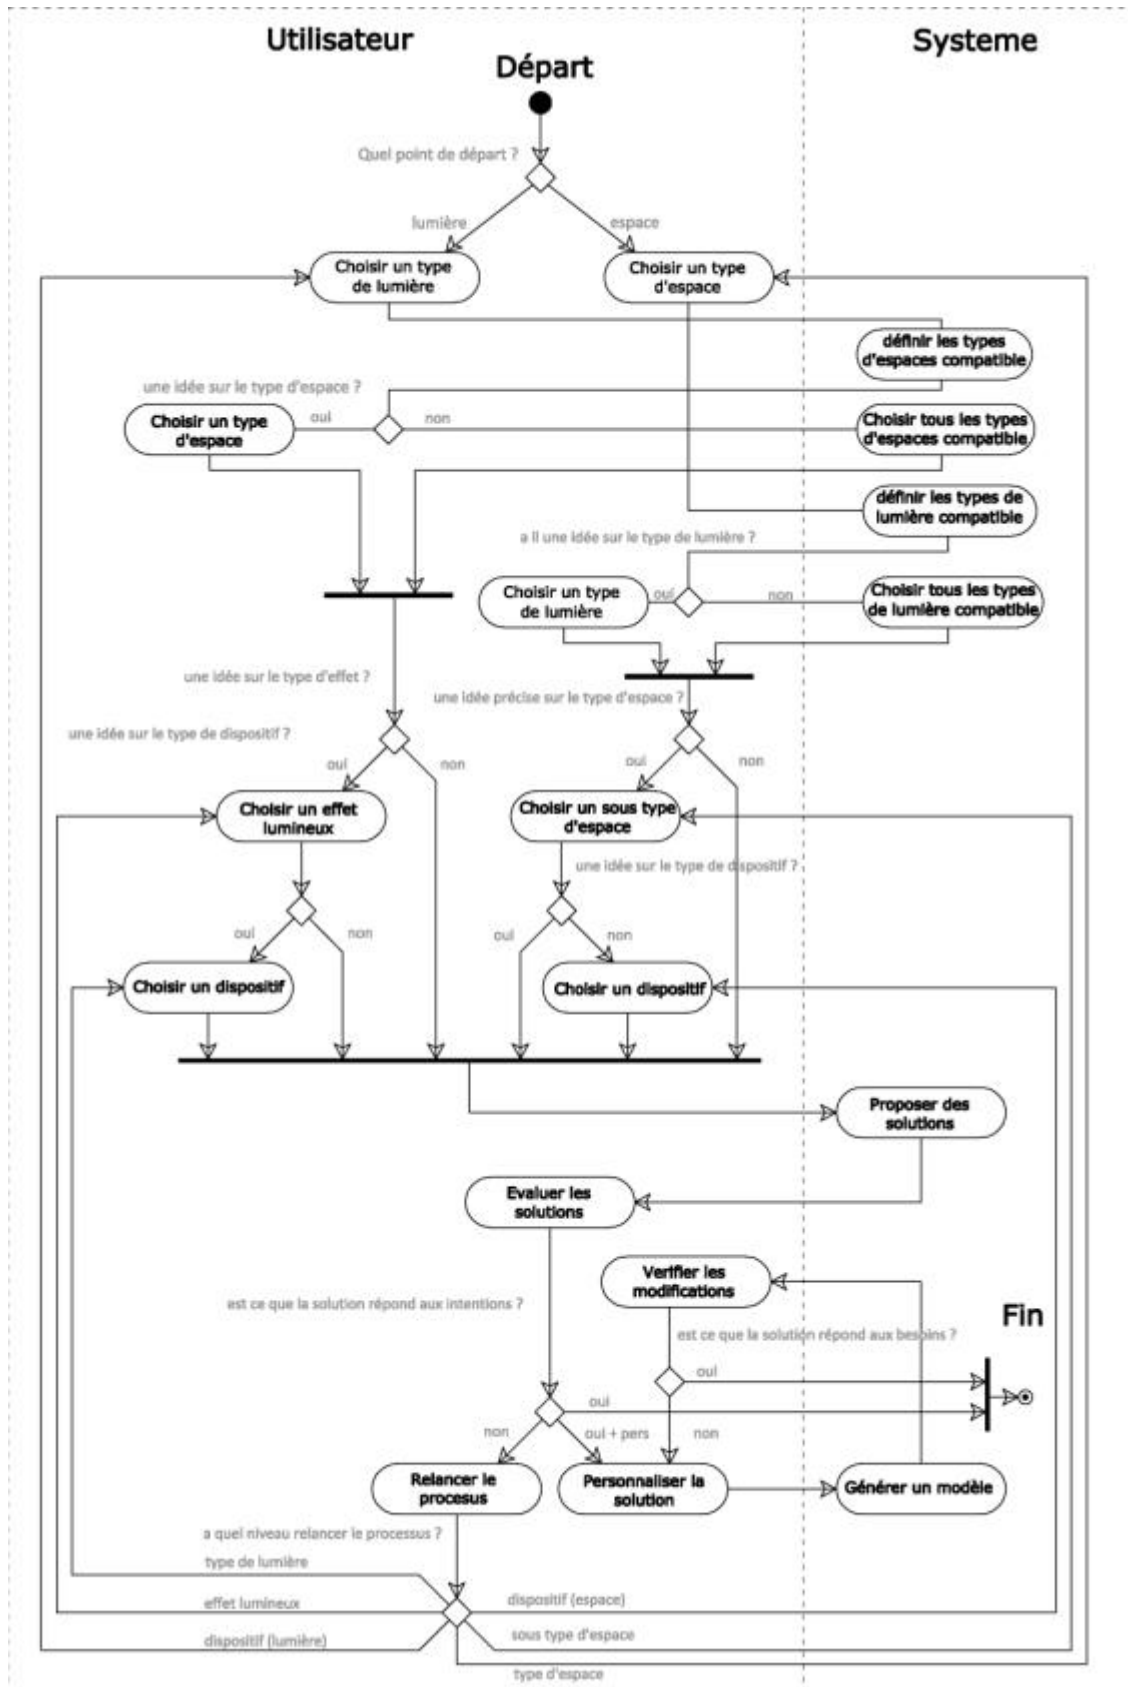 Utilisateur
Systeme
Départ
Quel point de départ ?
lumière
espace
Choisir un type
de lumière
Choisir un type
d'espace
définir les types
d'espaces compatible
une idée sur le type d'espace ?
Choisir un type
d'espace
oui
non
Choisir tous les types
d'espaces compatible
définir les types de
lumière compatible
a il une idée sur le type de lumière ?
Choisir un type
de lumière
oui
non
Choisir tous les types
de lumière compatible
une idée sur le type d'effet ?
une idée précise sur le type d'espace ?
une idée sur le type de dispositif ?
oui
non
oui
non
Choisir un effet
lumineux
Choisir un sous type
d'espace
une idée sur le type de dispositif ?
oui
non
oui
non
Choisir un dispositif
Choisir un dispositif
Proposer des
solutions
Evaluer les
solutions
Verifier les
modifications
est ce que la solution répond aux intentions ?
Fin
est ce que la solution répond aux besoins ?
oui
oui
non
oui + pers
non
Relancer le
procesus
Personnaliser la
solution
Générer un modèle
a quel niveau relancer le processus ?
type de lumière
effet lumineux
dispositif (espace)
dispositif (lumière)
sous type d'espace
type d'espace